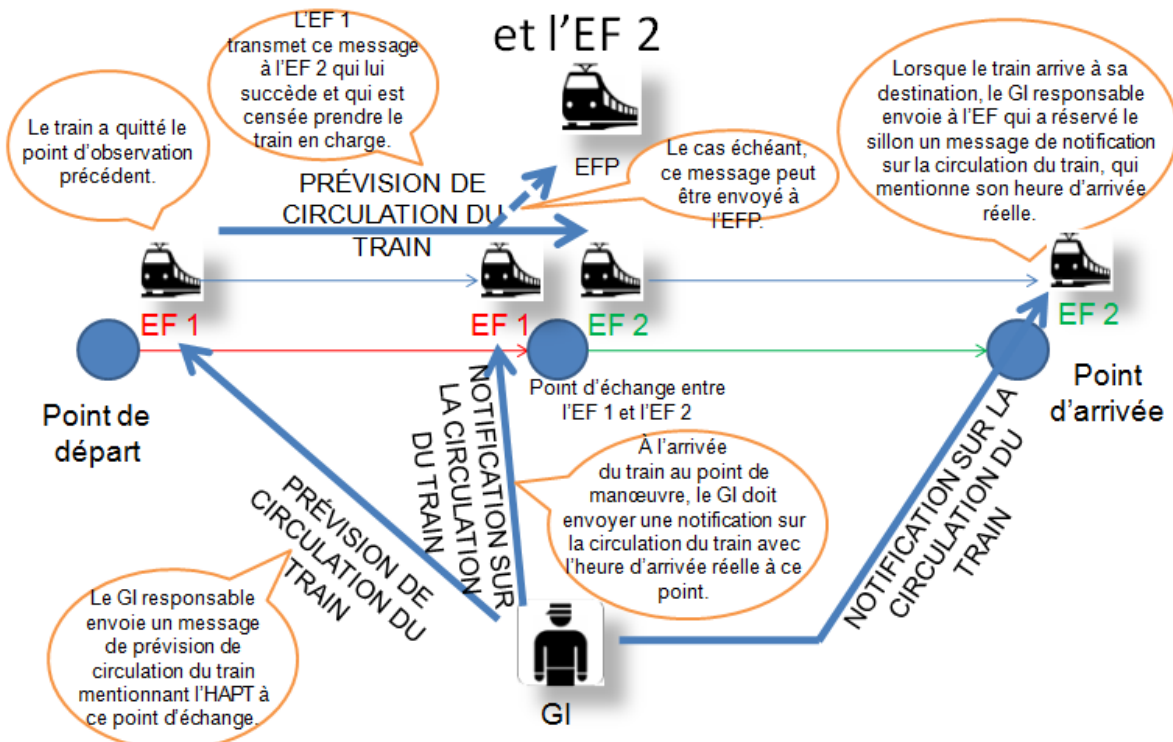 et l'EF 2
L'EF 1
transmet ce message
à l'EF 2 qui lui
succède et qui est
censée prendre le
train en charge.
Le train a quitté le
point d'observation
précédent.
Lorsque le train arrive à sa
destination, le GI responsable
envoie à l'EF qui a réservé le
sillon un message de notification
sur la circulation du train, qui
mentionne son heure d'arrivée
réelle.
EFP
Le cas échéant,
ce message peut
être envoyé à
l'EFP.
PRÉVISION DE
CIRCULATION DU
TRAIN
EF 1
EF 1
EF 2
EF 2
Point de
départ
Point d'échange entre
l'EF 1 et l'EF 2
Point
d'arrivée
PRÉVISION DE
CIRCULATION DU
TRAIN
NOTIFICATION SUR
LA CIRCULATION
DU TRAIN
À l'arrivée
du train au point de
manœuvre, le GI doit
envoyer une notification sur
la circulation du train avec
l'heure d'arrivée réelle à ce
point.
NOTIFICATION SUR LA
CIRCULATION DU
TRAIN
Le GI responsable
envoie un message
de prévision de
circulation du train
mentionnant l'HAPT à
ce point d'échange.
GI